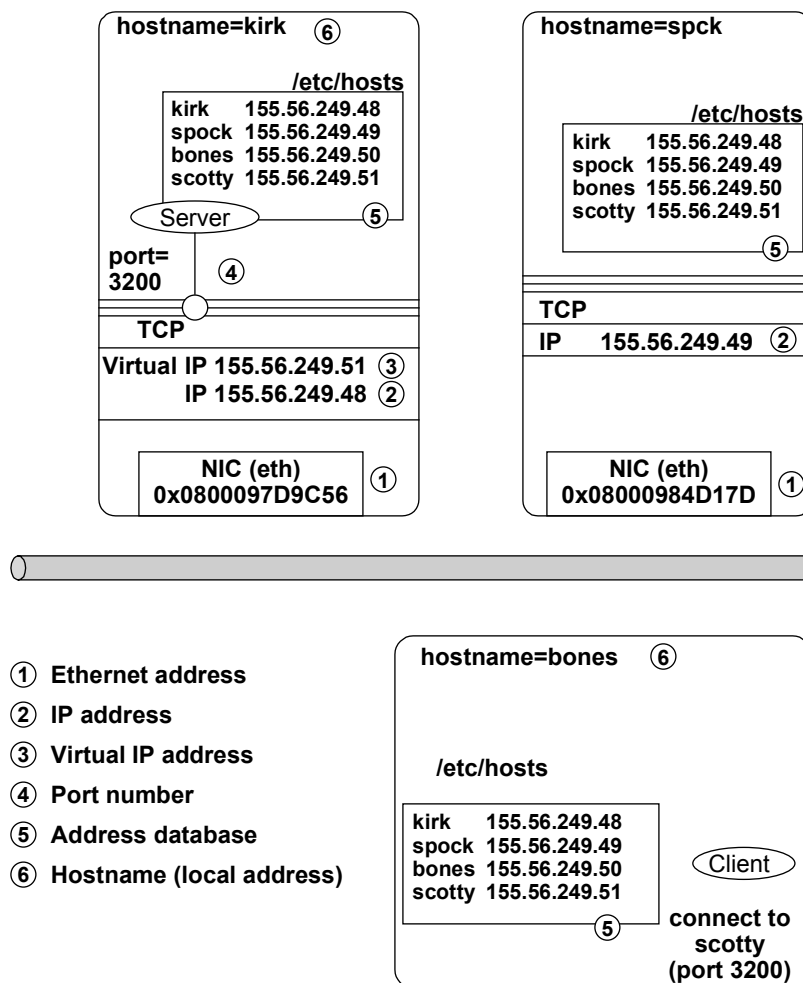 hostname=kirk ⑥
/etc/hosts
kirk 155.56.249.48
spock 155.56.249.49
bones 155.56.249.50
scotty 155.56.249.51
Server ⑤
port=
3200 ④
TCP
Virtual IP 155.56.249.51 ③
IP 155.56.249.48 ②
NIC (eth)
0x0800097D9C56 ①
hostname=spck
/etc/hosts
kirk 155.56.249.48
spock 155.56.249.49
bones 155.56.249.50
scotty 155.56.249.51
⑤
TCP
IP 155.56.249.49 ②
NIC (eth)
0x08000984D17D ①
① Ethernet address
② IP address
③ Virtual IP address
④ Port number
⑤ Address database
⑥ Hostname (local address)
hostname=bones ⑥
/etc/hosts
kirk 155.56.249.48
spock 155.56.249.49
bones 155.56.249.50
scotty 155.56.249.51
⑤
Client
connect to
scotty
(port 3200)